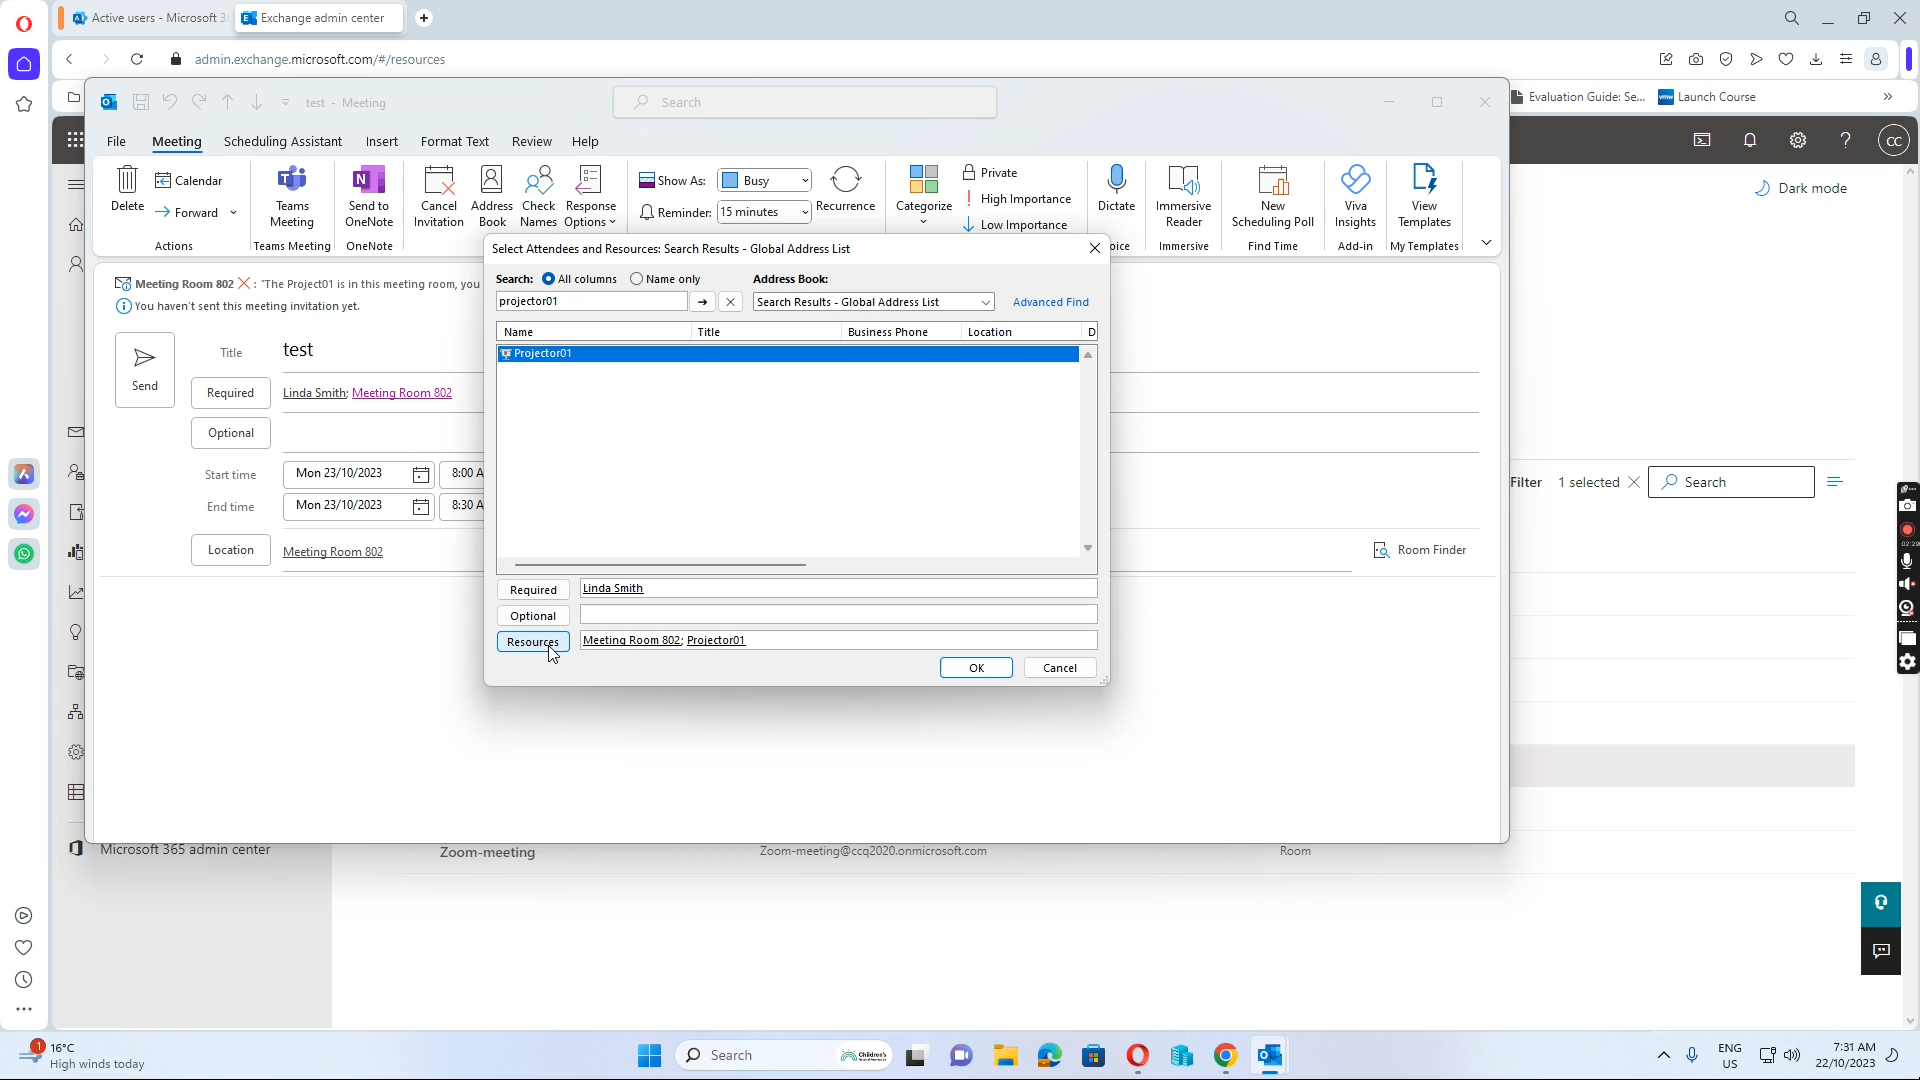 Active users - Microsoft 3
Exchange admin center
admin.exchange.microsoft.com/#/resources
test - Meeting
Search
Evaluation Guide: Se...
vmw
Launch Course
File
Meeting
Scheduling Assistant
Insert
Format Text
Review
Help
CC
Delete
Calendar
Forward
Actions
Teams Meeting
Teams Meeting
Send to OneNote
OneNote
Cancel Invitation
Address Book
Check Names
Response Options
Show As:
Busy
Reminder:
15 minutes
Recurrence
Categorize
Private
High Importance
Low Importance
Dictate
oice
Immersive Reader
Immersive
New Scheduling Poll
Find Time
Viva Insights
Add-in
View Templates
My Templates
Dark mode
Select Attendees and Resources: Search Results - Global Address List
Search:
All columns
Name only
Address Book:
projector01
Search Results - Global Address List
Advanced Find
Name
Title
Business Phone
Location
D
Projector01
Meeting Room 802 : "The Project01 is in this meeting room, you
You haven't sent this meeting invitation yet.
Send
Title
test
Required
Linda Smith; Meeting Room 802
Optional
Start time
Mon 23/10/2023
8:00 A
End time
Mon 23/10/2023
8:30 A
Location
Meeting Room 802
Room Finder
Filter
1 selected
Search
Required
Linda Smith
Optional
Resources
Meeting Room 802; Projector01
OK
Cancel
Microsoft 365 admin center
Zoom-meeting
Zoom-meeting@ccq2020.onmicrosoft.com
Room
1
16°C
High winds today
Search
ENG
US
7:31 AM
22/10/2023